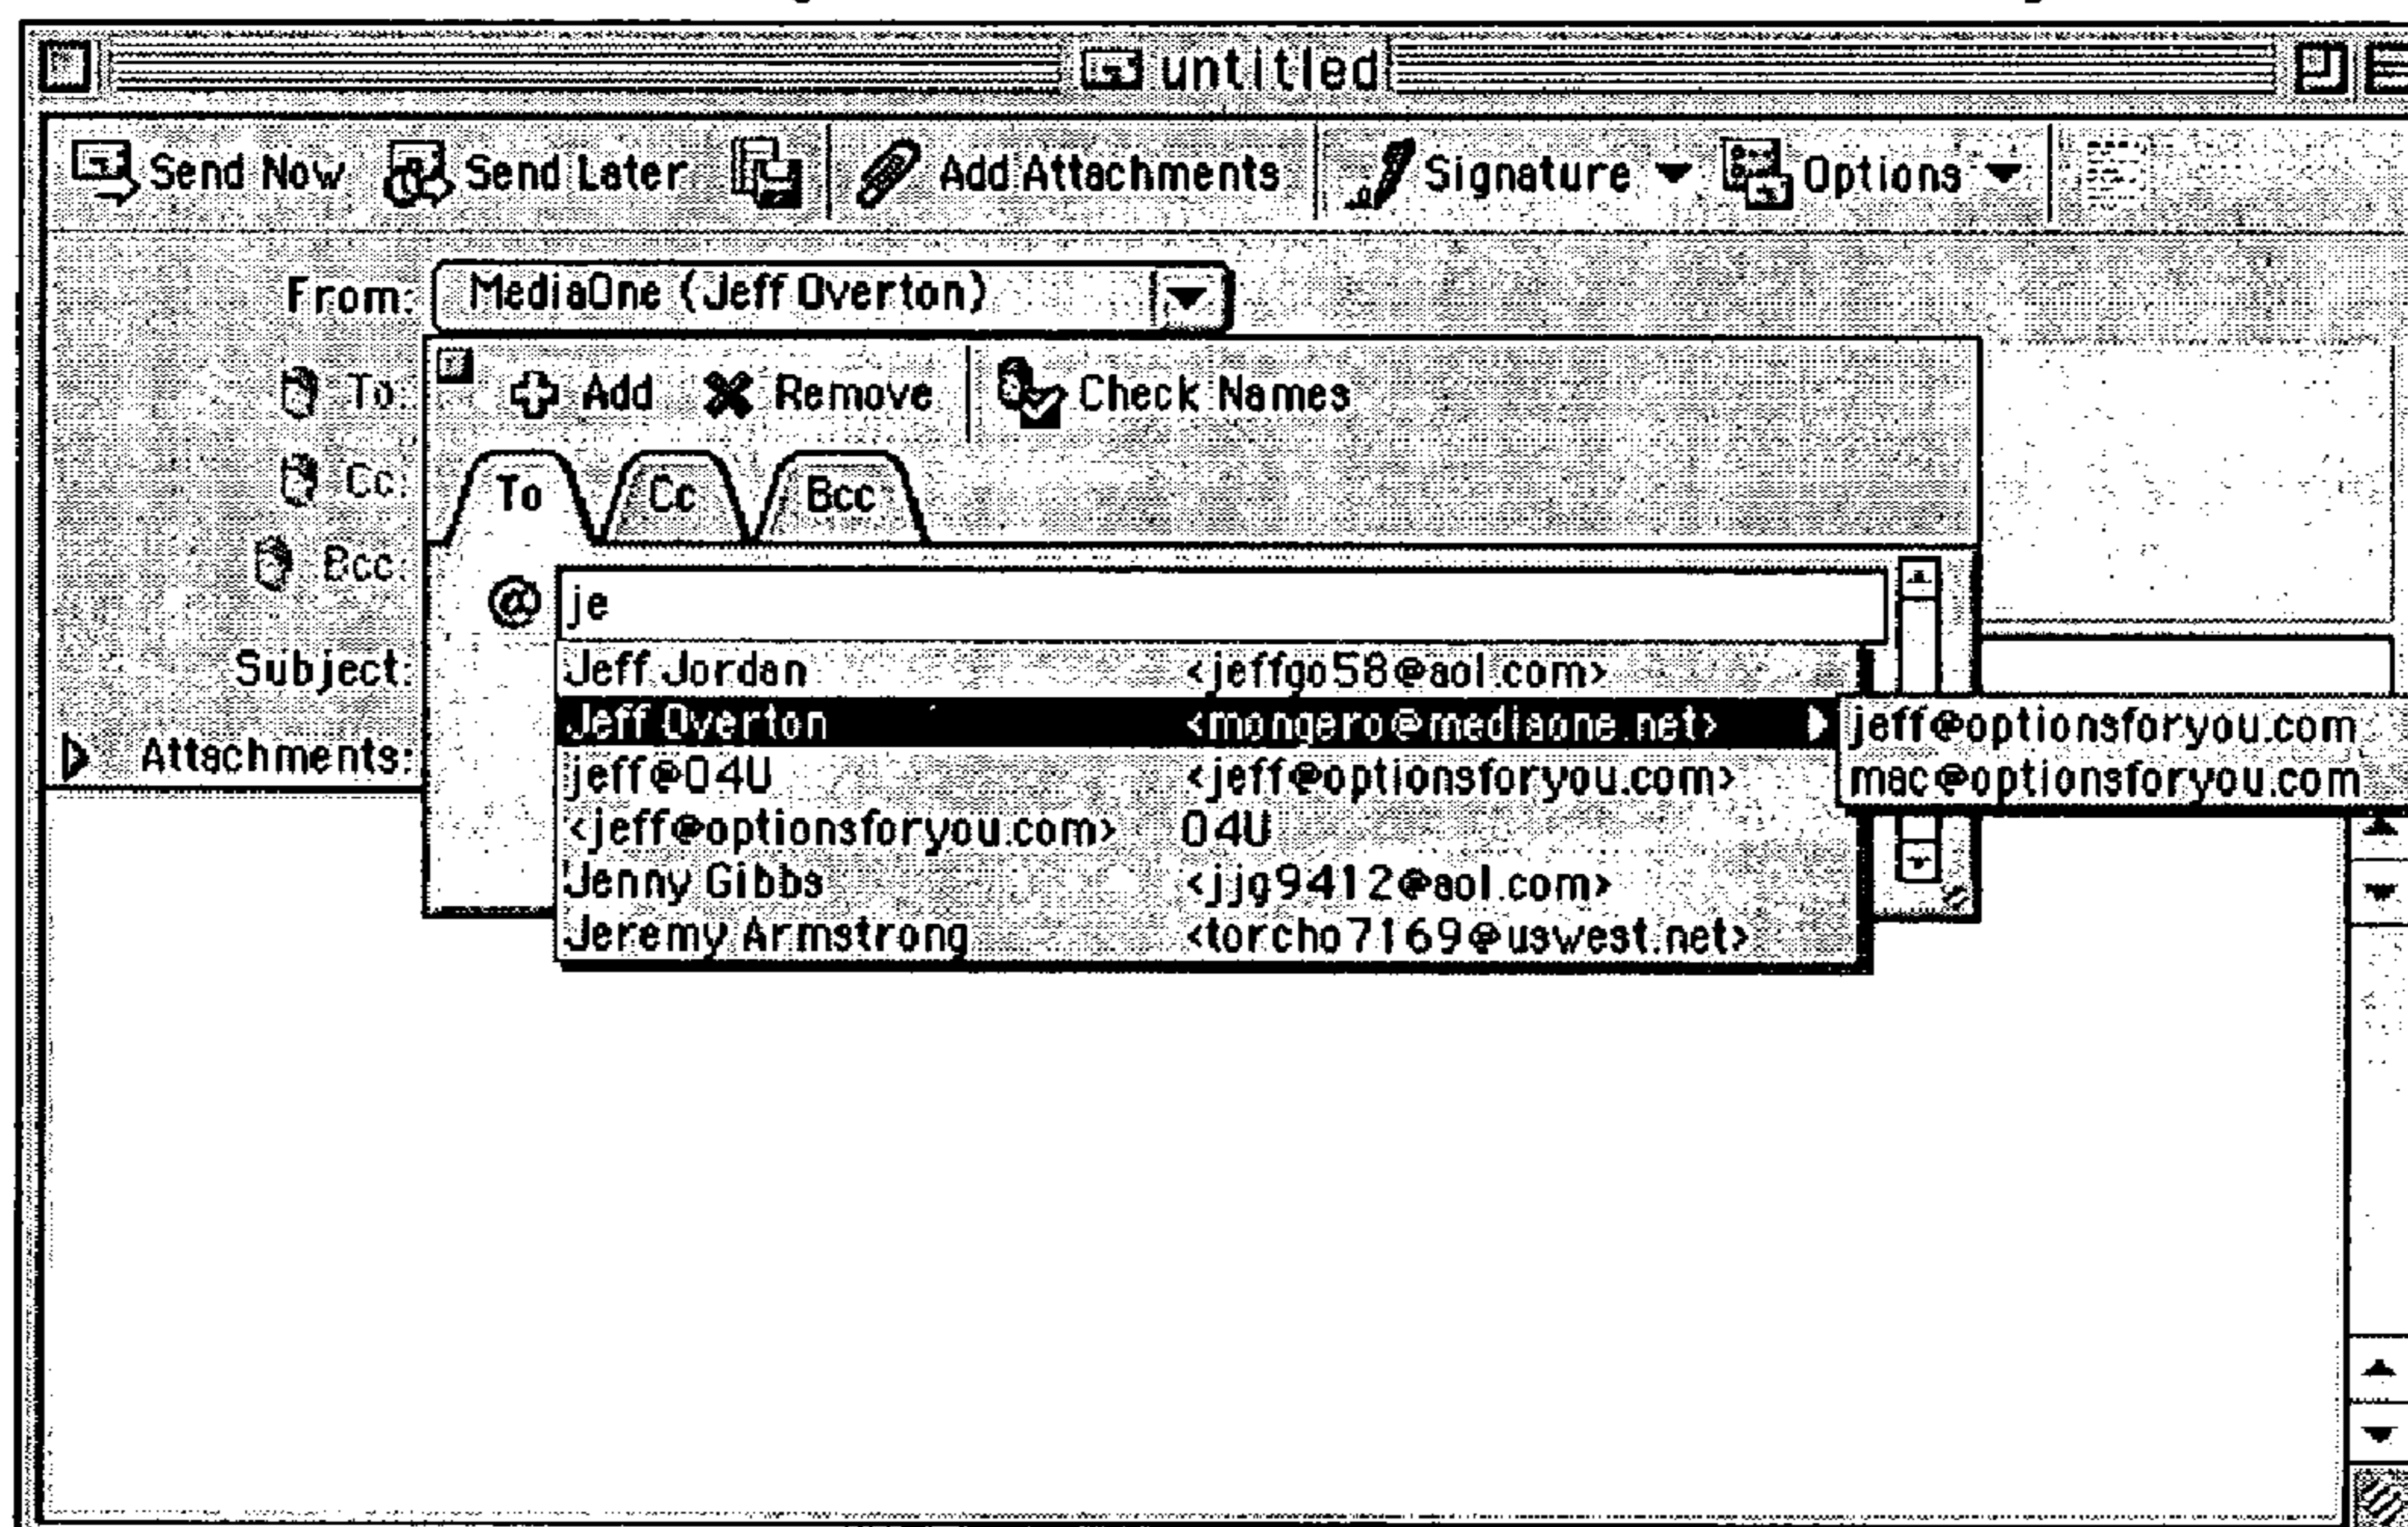 untitled
Send Now Send Later Add Attachments Signature Options
From: MediaOne (Jeff Overton)
To: Add Remove Check Names
Cc: To Cc Bcc
Bcc:
@ je
Subject: Jeff Jordan <jeffgo58@aol.com>
Jeff Overton <mongero@mediaone.net> jeff@optionsforyou.com
Attachments: jeff@04U <jeff@optionsforyou.com> mac@optionsforyou.com
<jeff@optionsforyou.com> 04U
Jenny Gibbs <jjg9412@aol.com>
Jeremy Armstrong <torcho7169@uswest.net>